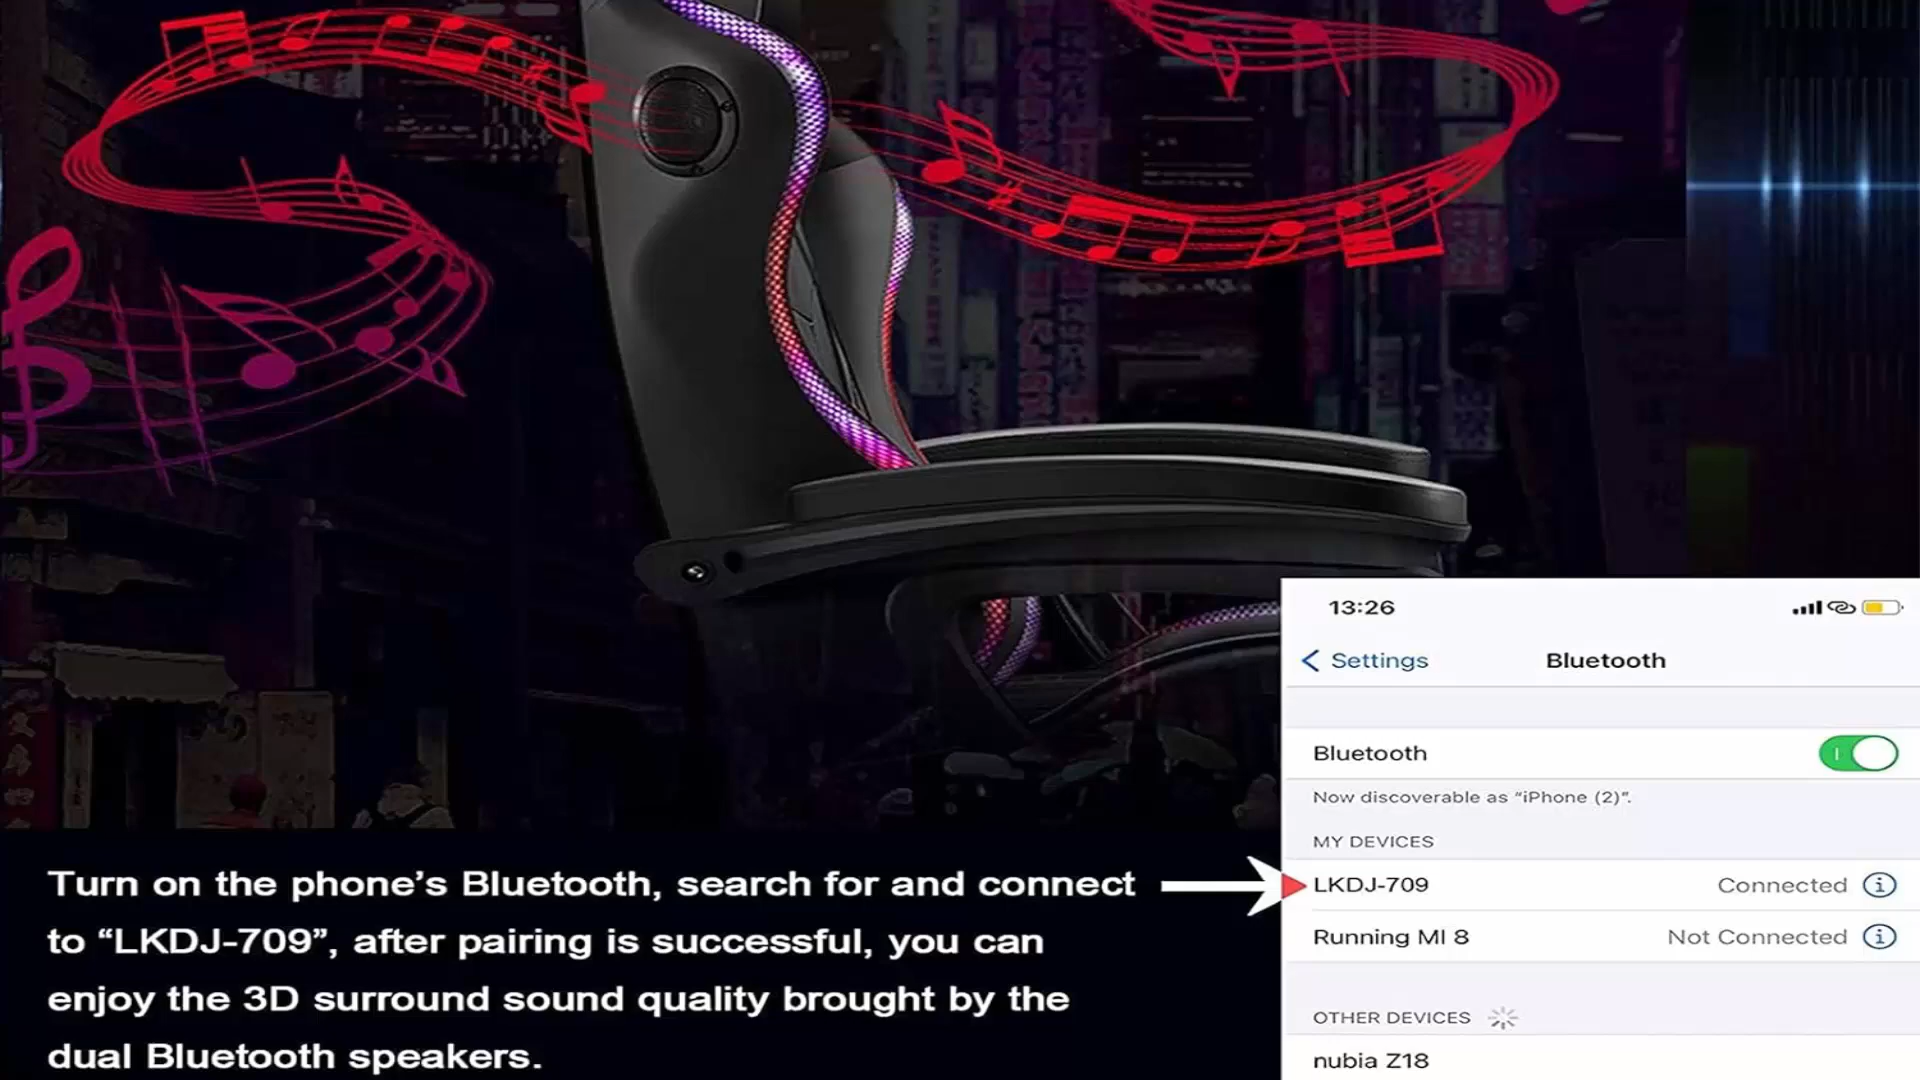 13:26
Settings
Bluetooth
Bluetooth
Now discoverable as “iPhone (2)”.
MY DEVICES
LKDJ-709 Connected
Running MI 8 Not Connected
OTHER DEVICES
nubia Z18
Turn on the phone’s Bluetooth, search for and connect
to “LKDJ-709”, after pairing is successful, you can
enjoy the 3D surround sound quality brought by the
dual Bluetooth speakers.